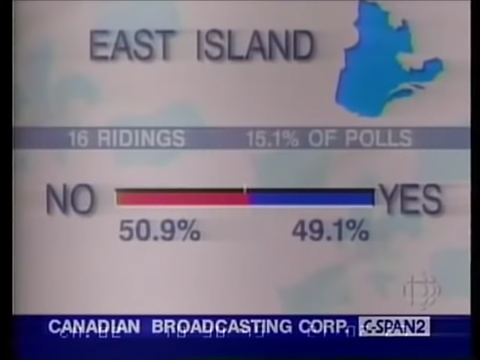 EAST ISLAND
16 RIDINGS 15.1% OF POLLS
NO YES
50.9% 49.1%
CANADIAN BROADCASTING CORP. C-SPAN2